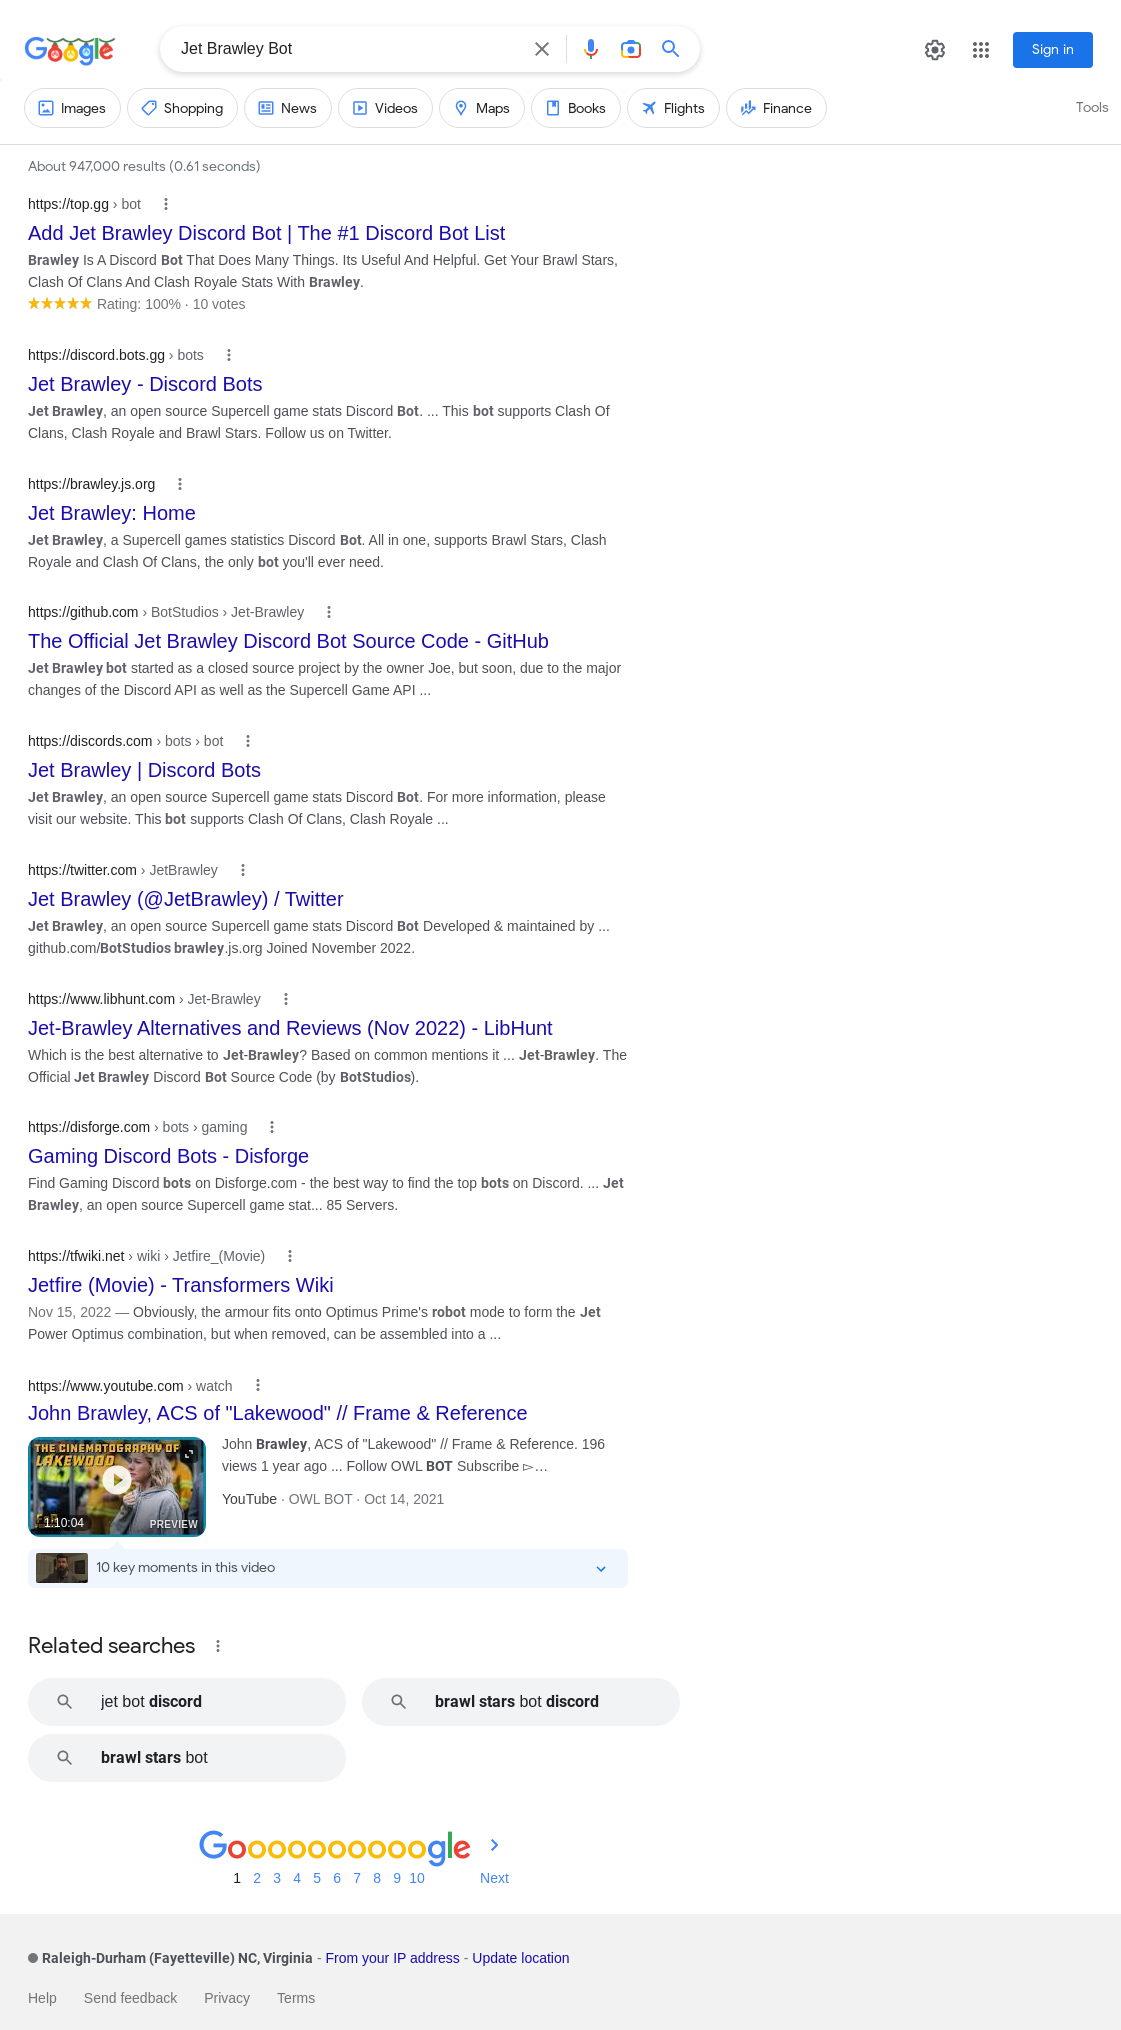 Google
Jet Brawley Bot
Sign in
Images
Shopping
News
Videos
Maps
Books
Flights
Finance
Tools
About 947,000 results (0.61 seconds)
https://top.gg › bot
Add Jet Brawley Discord Bot | The #1 Discord Bot List
Brawley Is A Discord Bot That Does Many Things. Its Useful And Helpful. Get Your Brawl Stars,
Clash Of Clans And Clash Royale Stats With Brawley.
Rating: 100% · 10 votes
https://discord.bots.gg › bots
Jet Brawley - Discord Bots
Jet Brawley, an open source Supercell game stats Discord Bot. ... This bot supports Clash Of
Clans, Clash Royale and Brawl Stars. Follow us on Twitter.
https://brawley.js.org
Jet Brawley: Home
Jet Brawley, a Supercell games statistics Discord Bot. All in one, supports Brawl Stars, Clash
Royale and Clash Of Clans, the only bot you'll ever need.
https://github.com › BotStudios › Jet-Brawley
The Official Jet Brawley Discord Bot Source Code - GitHub
Jet Brawley bot started as a closed source project by the owner Joe, but soon, due to the major
changes of the Discord API as well as the Supercell Game API ...
https://discords.com › bots › bot
Jet Brawley | Discord Bots
Jet Brawley, an open source Supercell game stats Discord Bot. For more information, please
visit our website. This bot supports Clash Of Clans, Clash Royale ...
https://twitter.com › JetBrawley
Jet Brawley (@JetBrawley) / Twitter
Jet Brawley, an open source Supercell game stats Discord Bot Developed & maintained by ...
github.com/BotStudios brawley.js.org Joined November 2022.
https://www.libhunt.com › Jet-Brawley
Jet-Brawley Alternatives and Reviews (Nov 2022) - LibHunt
Which is the best alternative to Jet-Brawley? Based on common mentions it ... Jet-Brawley. The
Official Jet Brawley Discord Bot Source Code (by BotStudios).
https://disforge.com › bots › gaming
Gaming Discord Bots - Disforge
Find Gaming Discord bots on Disforge.com - the best way to find the top bots on Discord. ... Jet
Brawley, an open source Supercell game stat... 85 Servers.
https://tfwiki.net › wiki › Jetfire_(Movie)
Jetfire (Movie) - Transformers Wiki
Nov 15, 2022 — Obviously, the armour fits onto Optimus Prime's robot mode to form the Jet
Power Optimus combination, but when removed, can be assembled into a ...
https://www.youtube.com › watch
John Brawley, ACS of "Lakewood" // Frame & Reference
THE CINEMATOGRAPHY OF
LAKEWOOD
1:10:04
PREVIEW
John Brawley, ACS of "Lakewood" // Frame & Reference. 196
views 1 year ago ... Follow OWL BOT Subscribe ▻…
YouTube · OWL BOT · Oct 14, 2021
10 key moments in this video
Related searches
jet bot discord
brawl stars bot discord
brawl stars bot
Goooooooooogle
1 2 3 4 5 6 7 8 9 10 Next
Raleigh-Durham (Fayetteville) NC, Virginia - From your IP address - Update location
Help Send feedback Privacy Terms